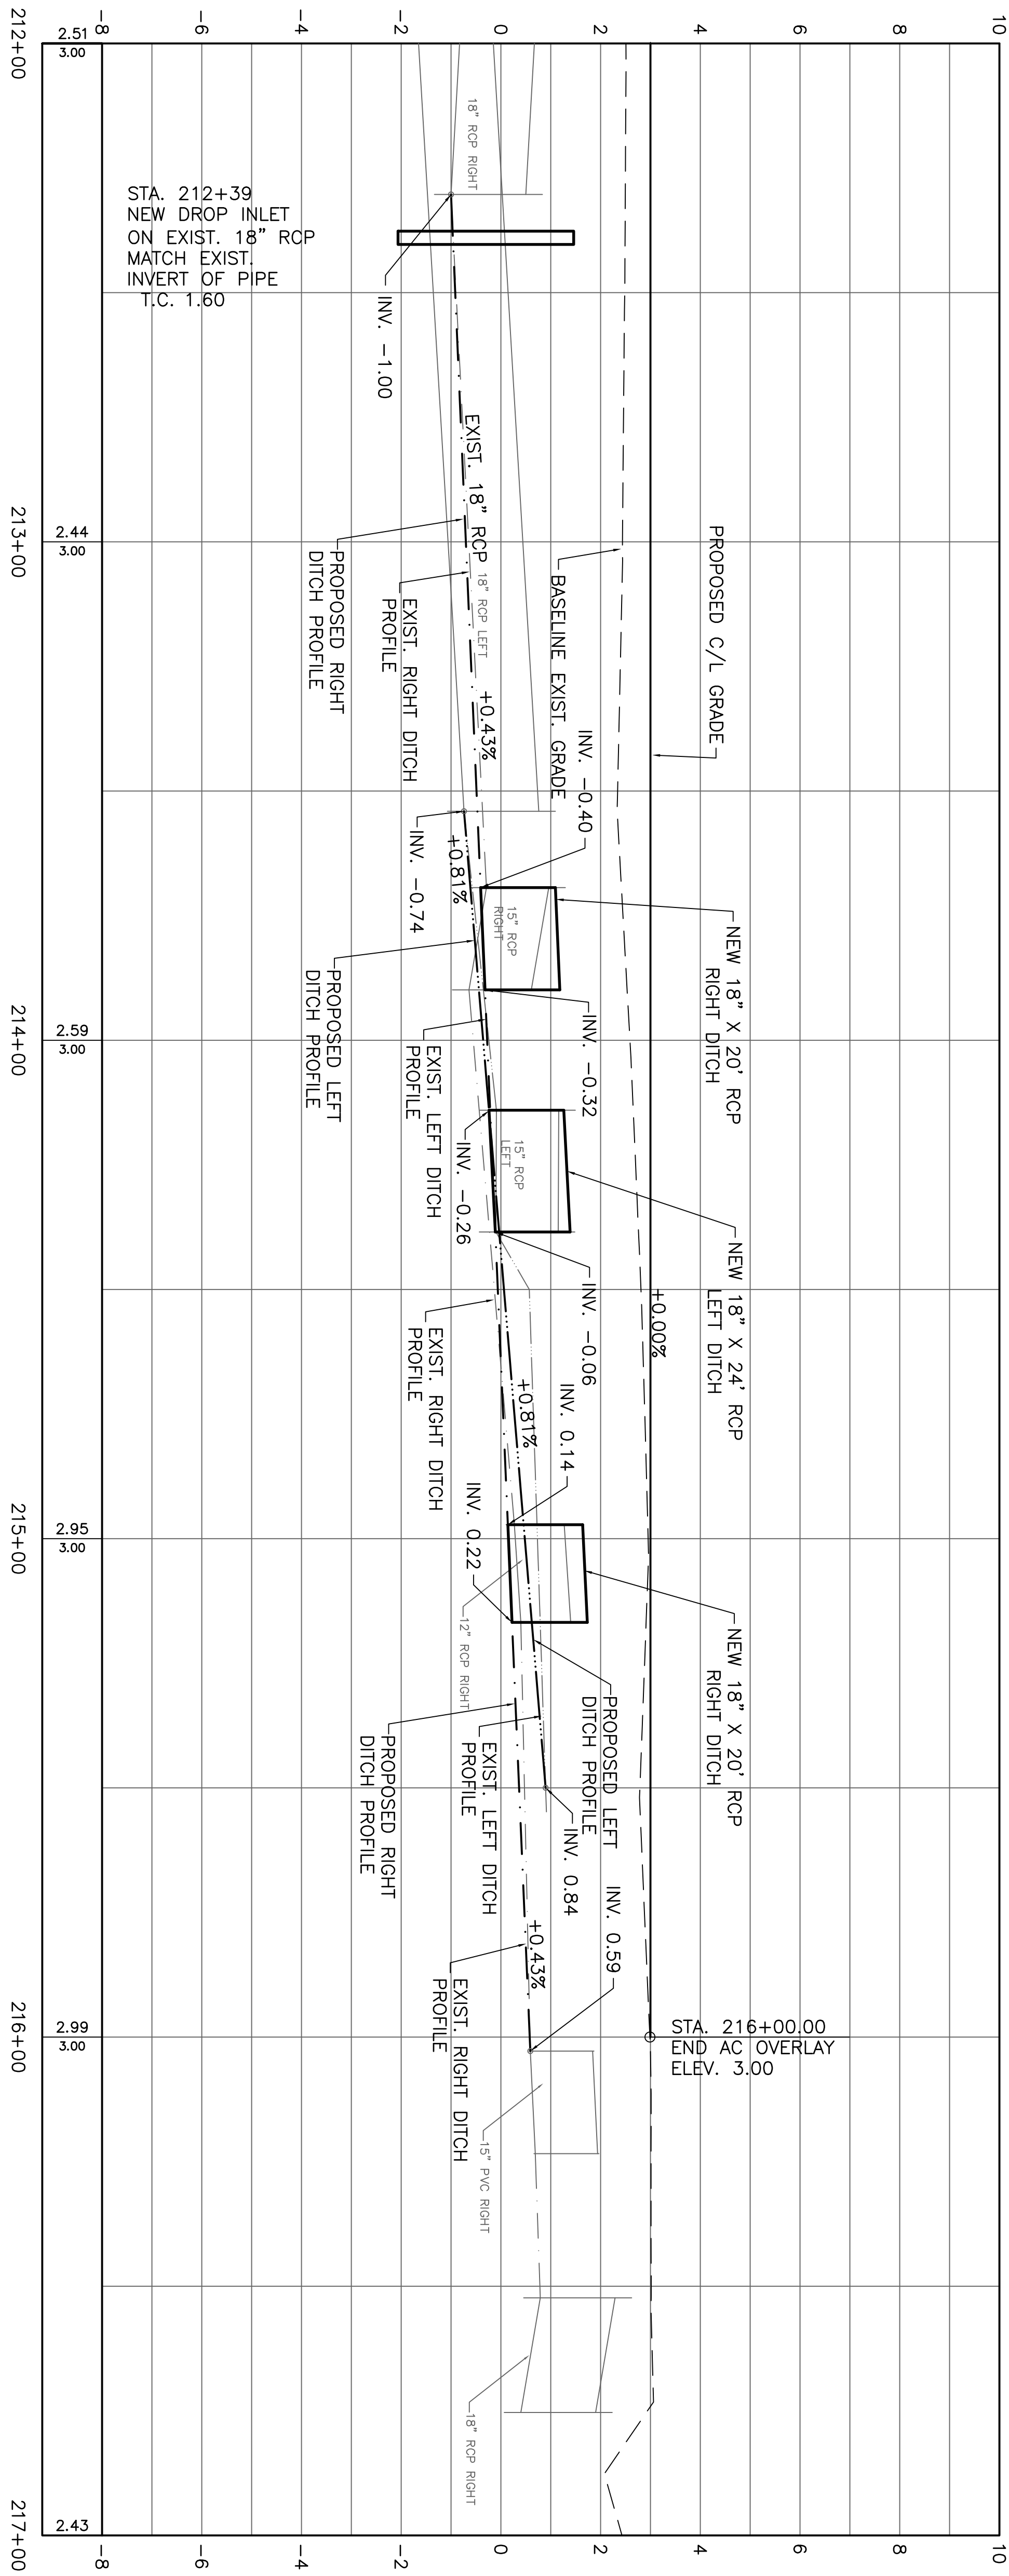 10
8
6
4
2
0
-2
-4
-6
-8
212+00
2.51
3.00
18" RCP RIGHT
STA. 212+39
NEW DROP INLET
ON EXIST. 18" RCP
MATCH EXIST.
INVERT OF PIPE
T.C. 1.60
INV. -1.00
EXIST. 18" RCP
18" RCP LEFT
213+00
2.44
3.00
PROPOSED RIGHT
DITCH PROFILE
EXIST. RIGHT DITCH
PROFILE
BASELINE EXIST. GRADE
PROPOSED C/L GRADE
+0.43%
INV. -0.40
INV. -0.74
+0.81%
15" RCP
RIGHT
NEW 18" X 20' RCP
RIGHT DITCH
PROPOSED LEFT
DITCH PROFILE
INV. -0.32
214+00
2.59
3.00
EXIST. LEFT DITCH
PROFILE
INV. -0.26
15" RCP
LEFT
NEW 18" X 24' RCP
LEFT DITCH
INV. -0.06
+0.00%
EXIST. RIGHT DITCH
PROFILE
+0.81%
INV. 0.14
INV. 0.22
215+00
2.95
3.00
12" RCP RIGHT
NEW 18" X 20' RCP
RIGHT DITCH
PROPOSED LEFT
DITCH PROFILE
EXIST. LEFT DITCH
PROFILE
PROPOSED RIGHT
DITCH PROFILE
INV. 0.84
INV. 0.59
+0.43%
EXIST. RIGHT DITCH
PROFILE
216+00
2.99
3.00
STA. 216+00.00
END AC OVERLAY
ELEV. 3.00
15" PVC RIGHT
18" RCP RIGHT
217+00
2.43
10
8
6
4
2
0
-2
-4
-6
-8